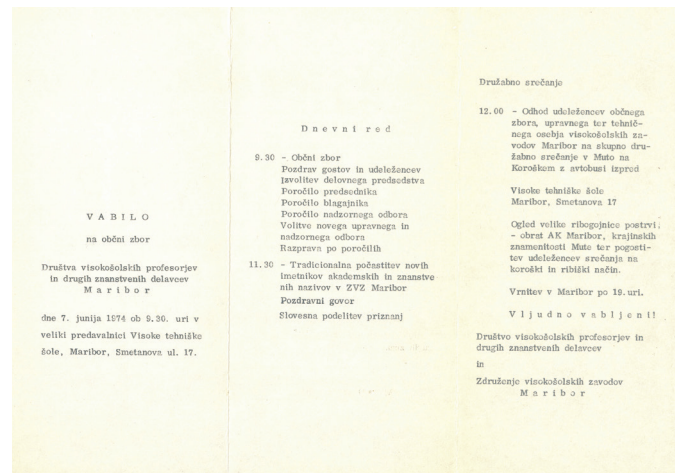 V A B I L O
na občni zbor
Društva visokošolskih profesorjev
in drugih znanstvenih delavcev
M a r i b o r
dne 7. junija 1974 ob 9.30. uri v
veliki predavalnici Visoke tehniške
šole, Maribor, Smetanova ul. 17.
D n e v n i r e d
9.30 - Občni zbor
Pozdrav gostov in udeležencev
Izvolitev delovnega predsedstva
Poročilo predsednika
Poročilo blagajnika
Poročilo nadzornega odbora
Volitve novega upravnega in
nadzornega odbora
Razprava po poročilih
11.30 - Tradicionalna počastitev novih
imetnikov akademskih in znanstve
nih nazivov v ZVZ Maribor
Pozdravni govor
Slovesna podelitev priznanj
Družabno srečanje
12.00 - Odhod udeležencev občnega
zbora, upravnega ter tehnič-
nega osebja visokošolskih za-
vodov Maribor na skupno dru-
žabno srečanje v Muto na
Koroškem z avtobusi izpred
Visoke tehniške šole
Maribor, Smetanova 17
Ogled velike ribogojnice postrvi
- obrat AK Maribor, krajinskih
znamenitosti Mute ter pogosti-
tev udeležencev srečanja na
koroški in ribiški način.
Vrnitev v Maribor po 19. uri.
V l j u d n o v a b l j e n i !
Društvo visokošolskih profesorjev in
drugih znanstvenih delavcev
in
Združenje visokošolskih zavodov
M a r i b o r